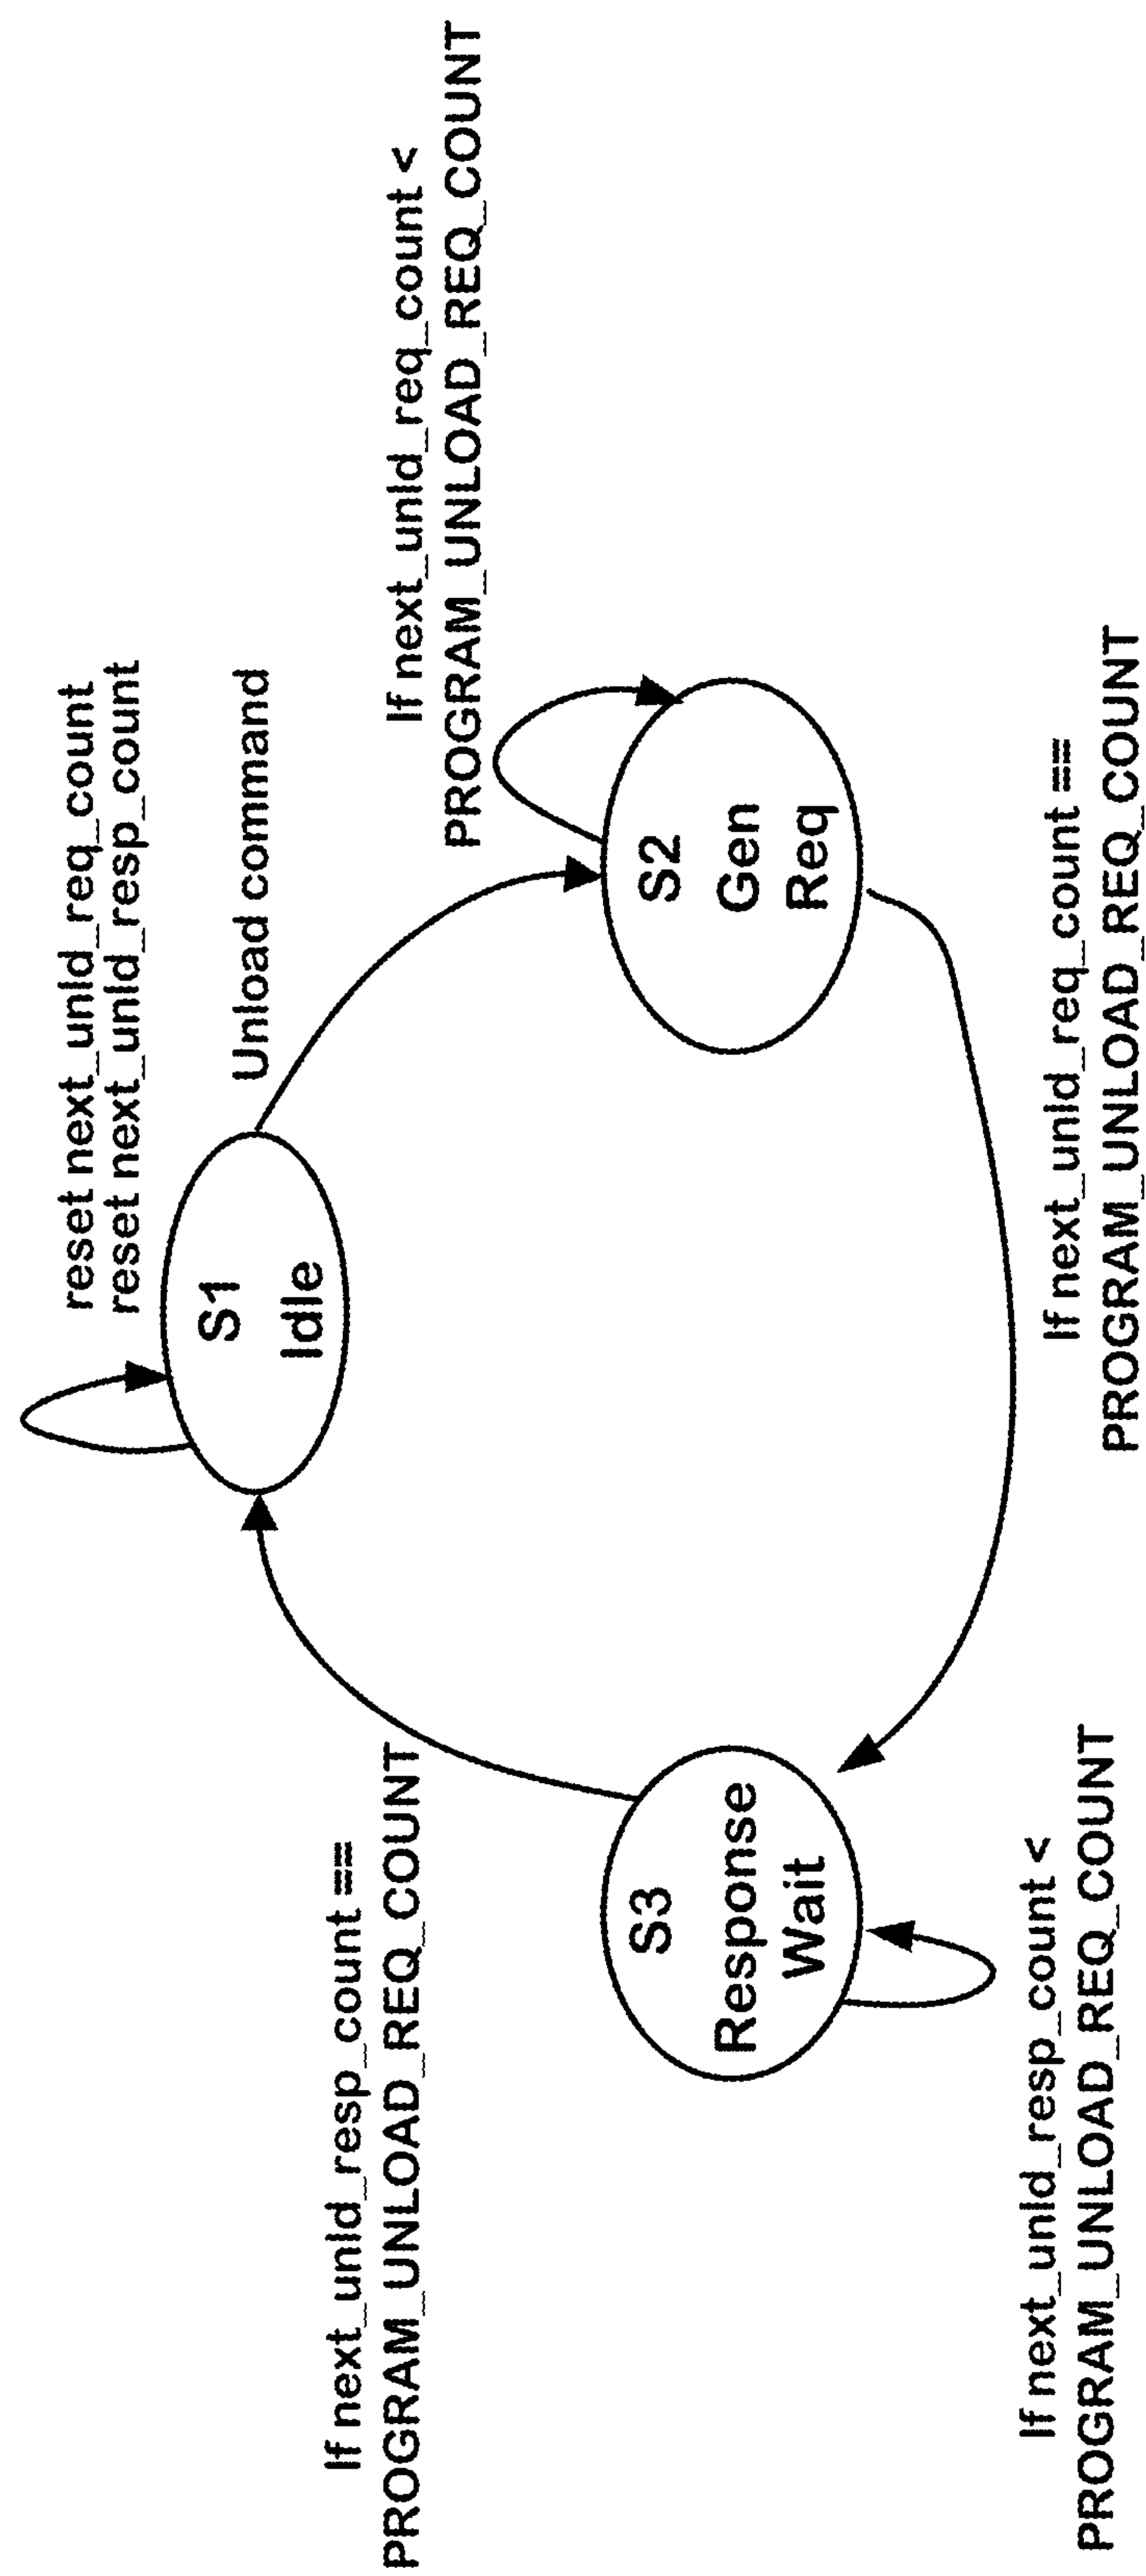 reset next_unld_req_count
reset next_unld_resp_count
Unload command
S1
Idle
If next_unld_resp_count ==
PROGRAM_UNLOAD_REQ_COUNT
If next_unld_req_count <
PROGRAM_UNLOAD_REQ_COUNT
S3
Response
Wait
S2
Gen
Req
If next_unld_resp_count <
PROGRAM_UNLOAD_REQ_COUNT
If next_unld_req_count ==
PROGRAM_UNLOAD_REQ_COUNT